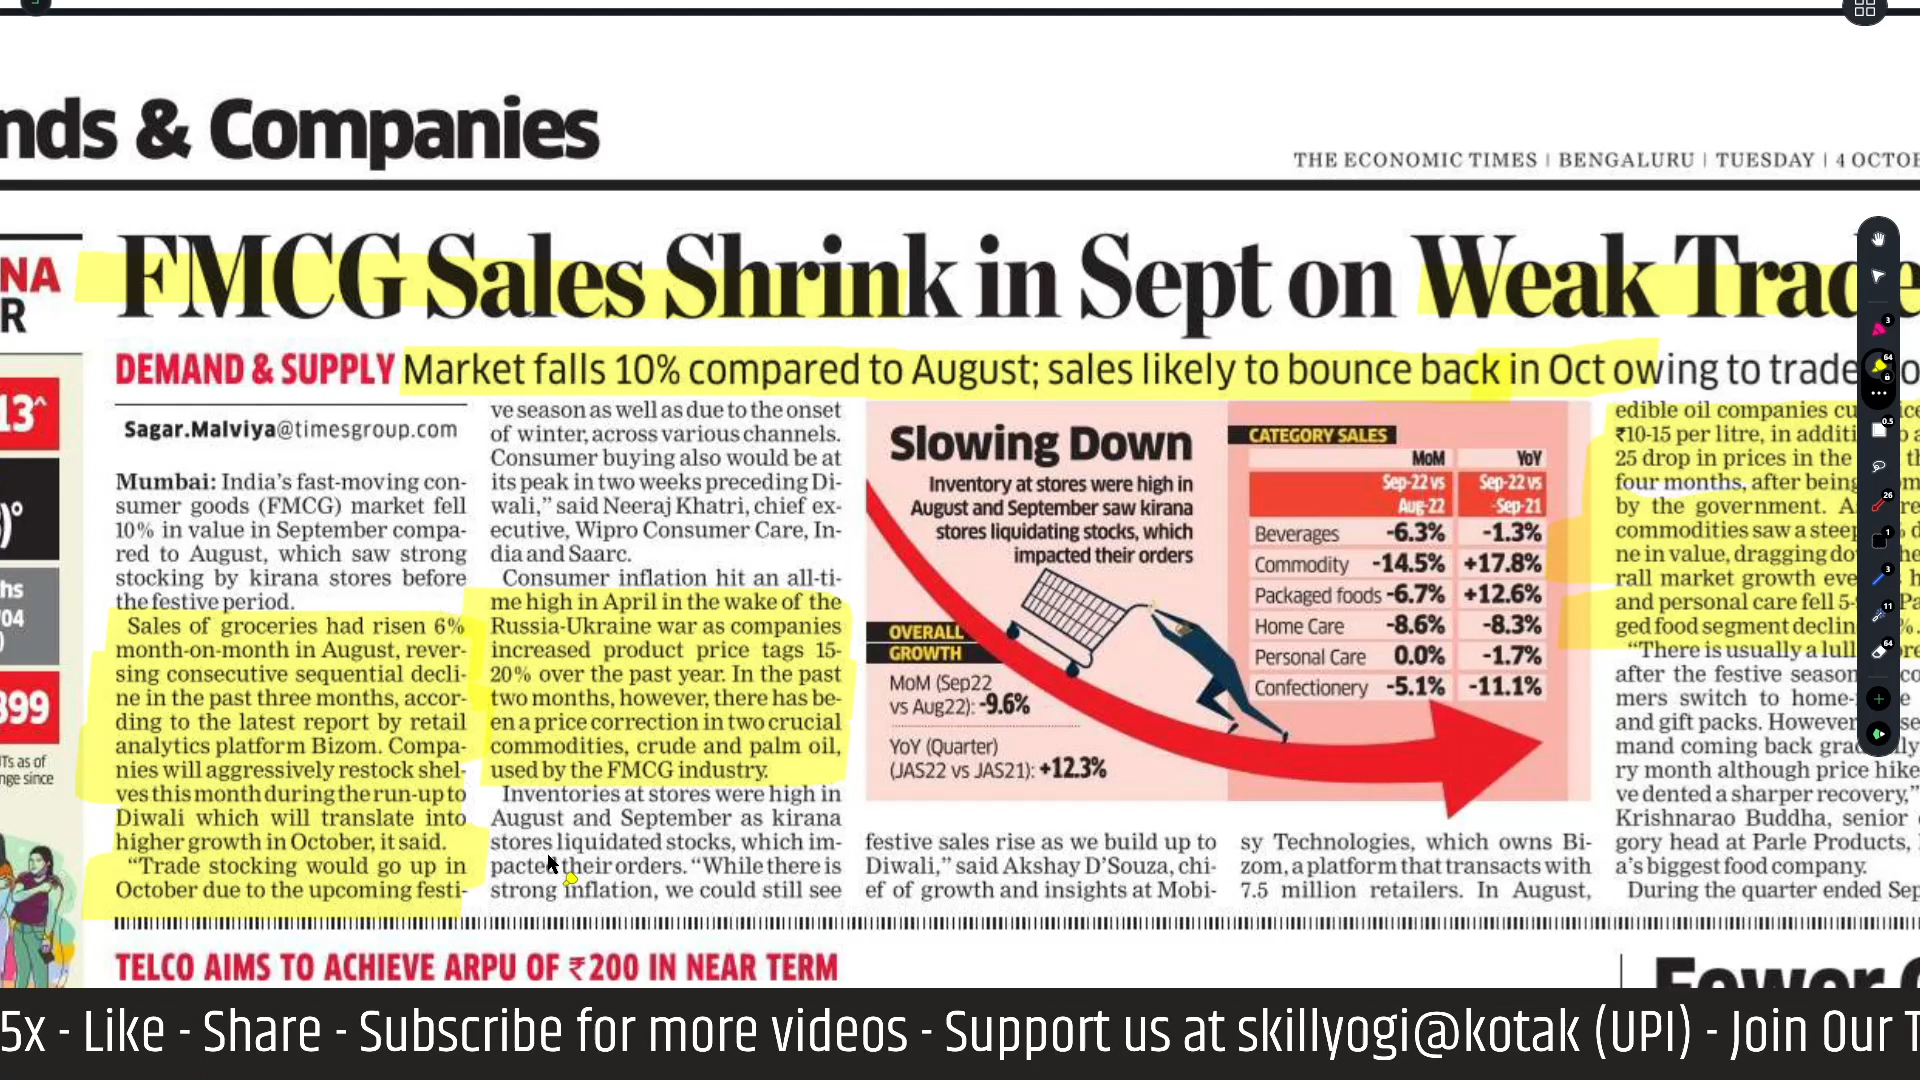 nds & Companies
THE ECONOMIC TIMES | BENGALURU | TUESDAY | 4
NA
R
13^
)°
hs
'04
)
399
TTs as of
nge since
FMCG Sales Shrink in Sept on Weak
DEMAND & SUPPLY Market falls 10% compared to August; sales likely to bounce back in Oct owing to trade
Sagar.Malviya@timesgroup.com
Mumbai: India's fast-moving con-
sumer goods (FMCG) market fell
10% in value in September compa-
red to August, which saw strong
stocking by kirana stores before
the festive period.
Sales of groceries had risen 6%
month-on-month in August, rever-
sing consecutive sequential decli-
ne in the past three months, accor-
ding to the latest report by retail
analytics platform Bizom. Compa-
nies will aggressively restock shel-
ves this month during the run-up to
Diwali which will translate into
higher growth in October, it said.
"Trade stocking would go up in
October due to the upcoming festi-
ve season as well as due to the onset
of winter, across various channels.
Consumer buying also would be at
its peak in two weeks preceding Di-
wali," said Neeraj Khatri, chief ex-
ecutive, Wipro Consumer Care, In-
dia and Saarc.
Consumer inflation hit an all-ti-
me high in April in the wake of the
Russia-Ukraine war as companies
increased product price tags 15-
20% over the past year. In the past
two months, however, there has be-
en a price correction in two crucial
commodities, crude and palm oil,
used by the FMCG industry.
Inventories at stores were high in
August and September as kirana
stores liquidated stocks, which im-
pacted their orders. "While there is
strong inflation, we could still see
Slowing Down
Inventory at stores were high in
August and September saw kirana
stores liquidating stocks, which
impacted their orders
OVERALL
GROWTH
MoM (Sep22
vs Aug22): -9.6%
YoY (Quarter)
(JAS22 vs JAS21): +12.3%
CATEGORY SALES
MoM YoY
Sep-22 vs Sep-22 vs
Aug-22 -Sep-21
Beverages -6.3% -1.3%
Commodity -14.5% +17.8%
Packaged foods -6.7% +12.6%
Home Care -8.6% -8.3%
Personal Care 0.0% -1.7%
Confectionery -5.1% -11.1%
festive sales rise as we build up to
Diwali," said Akshay D'Souza, chi-
ef of growth and insights at Mobi-
sy Technologies, which owns Bi-
zom, a platform that transacts with
7.5 million retailers. In August,
edible oil companies cu
₹10-15 per litre, in additi
25 drop in prices in the
four months, after being
by the government. A
commodities saw a steep
ne in value, dragging do
rall market growth eve
and personal care fell 5-
ged food segment declin
"There is usually a lull
after the festive season
mers switch to home-
and gift packs. However
mand coming back gra
ry month although price hike
ve dented a sharper recovery,"
Krishnarao Buddha, senior
gory head at Parle Products,
a's biggest food company.
During the quarter ended Sep
TELCO AIMS TO ACHIEVE ARPU OF ₹200 IN NEAR TERM
3
64
0.5
26
1
3
11
64
5x - Like - Share - Subscribe for more videos - Support us at skillyogi@kotak (UPI) - Join Our T